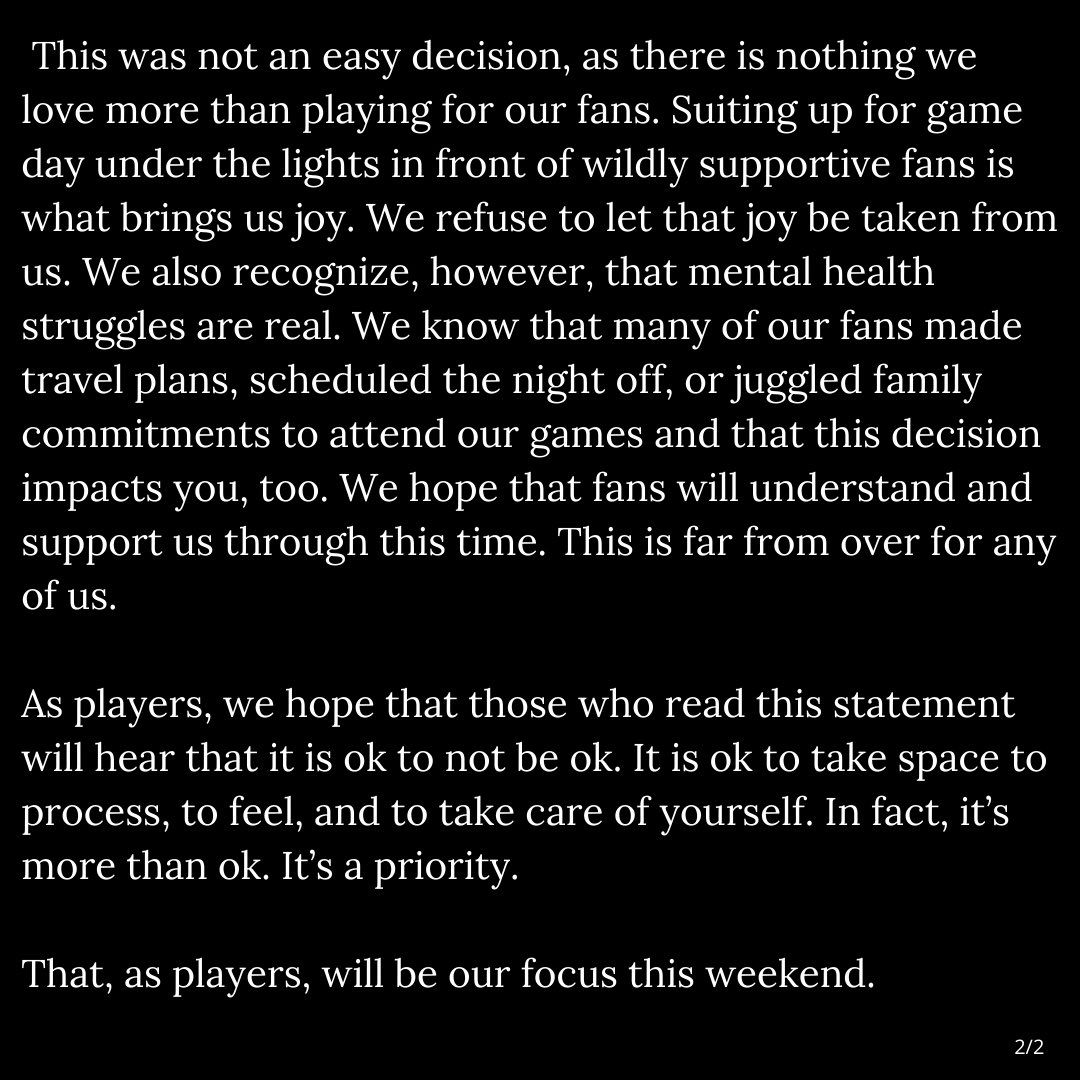 This was not an easy decision, as there is nothing we
love more than playing for our fans. Suiting up for game
day under the lights in front of wildly supportive fans is
what brings us joy. We refuse to let that joy be taken from
us. We also recognize, however, that mental health
struggles are real. We know that many of our fans made
travel plans, scheduled the night off, or juggled family
commitments to attend our games and that this decision
impacts you, too. We hope that fans will understand and
support us through this time. This is far from over for any
of us.
As players, we hope that those who read this statement
will hear that it is ok to not be ok. It is ok to take space to
process, to feel, and to take care of yourself. In fact, it’s
more than ok. It’s a priority.
That, as players, will be our focus this weekend.
2/2